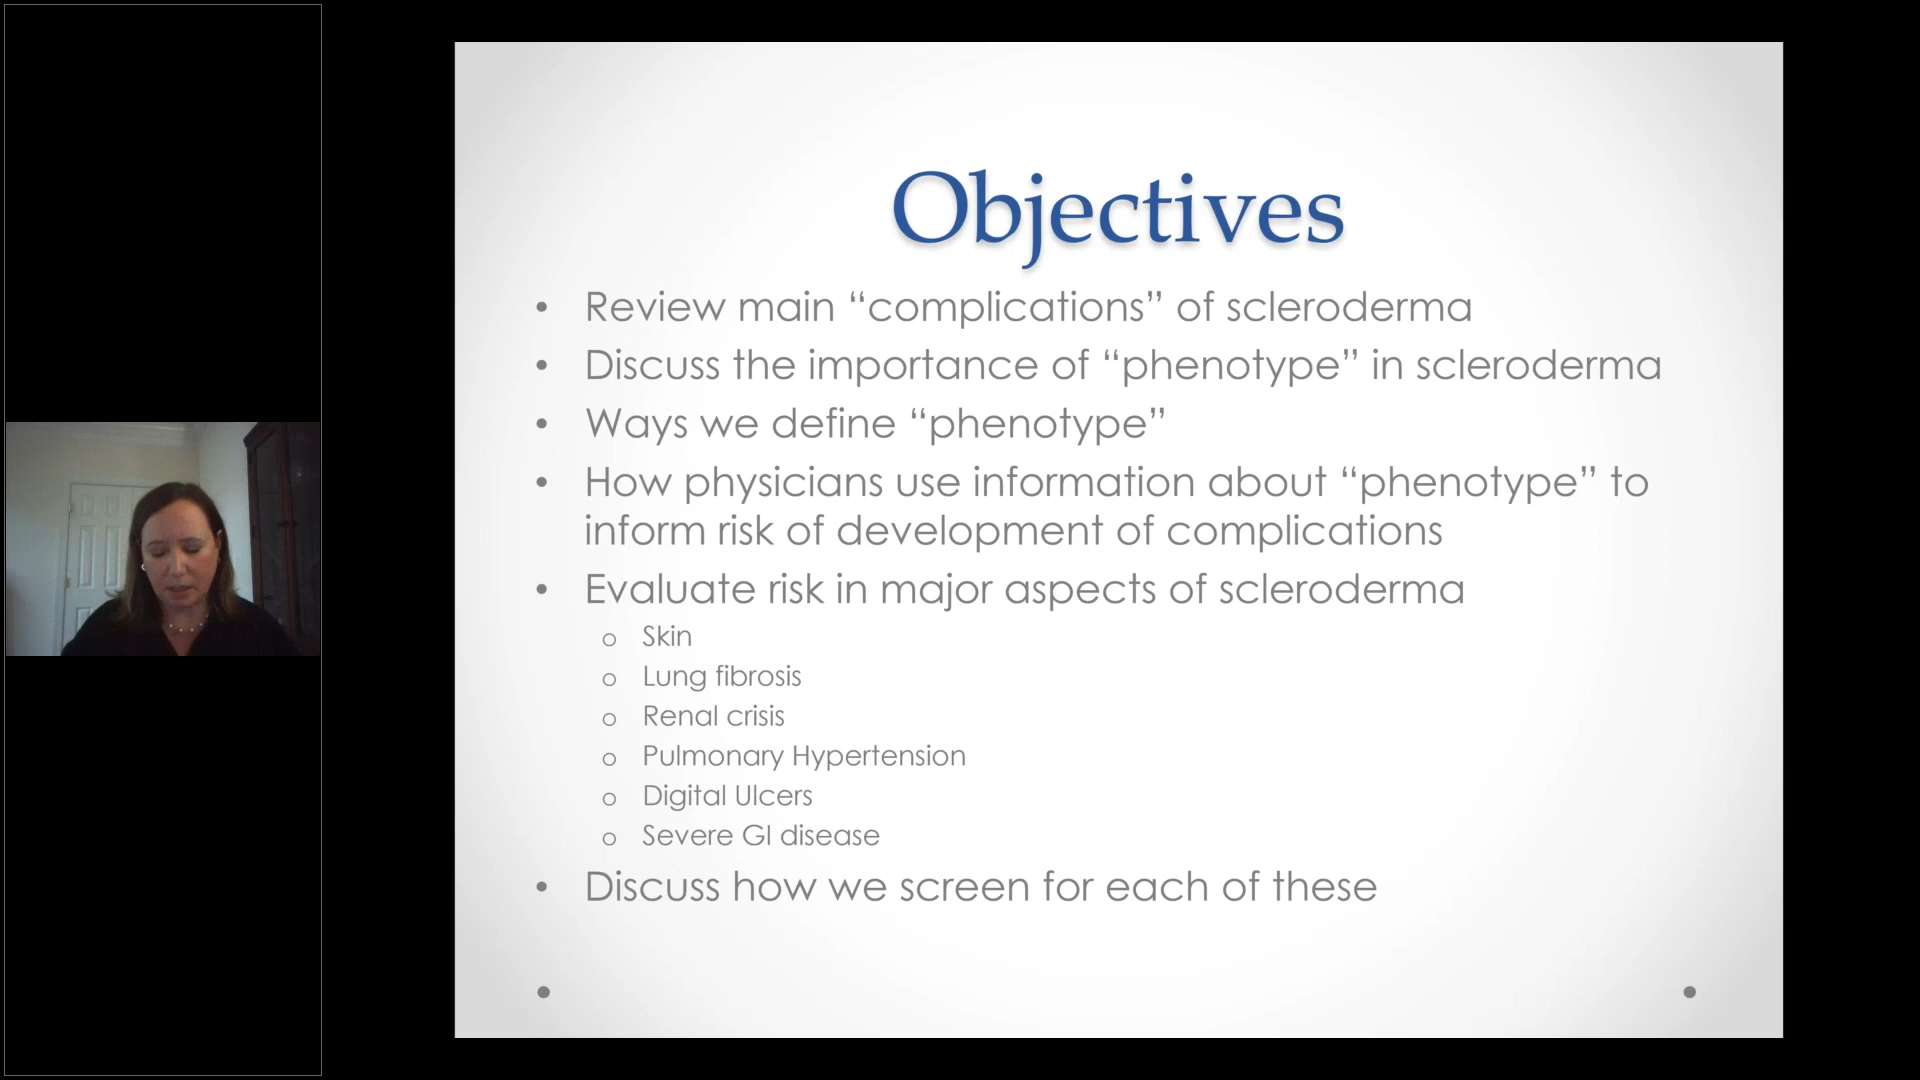 Objectives
• Review main “complications” of scleroderma
• Discuss the importance of “phenotype” in scleroderma
• Ways we define “phenotype”
• How physicians use information about “phenotype” to
inform risk of development of complications
• Evaluate risk in major aspects of scleroderma
o Skin
o Lung fibrosis
o Renal crisis
o Pulmonary Hypertension
o Digital Ulcers
o Severe GI disease
• Discuss how we screen for each of these